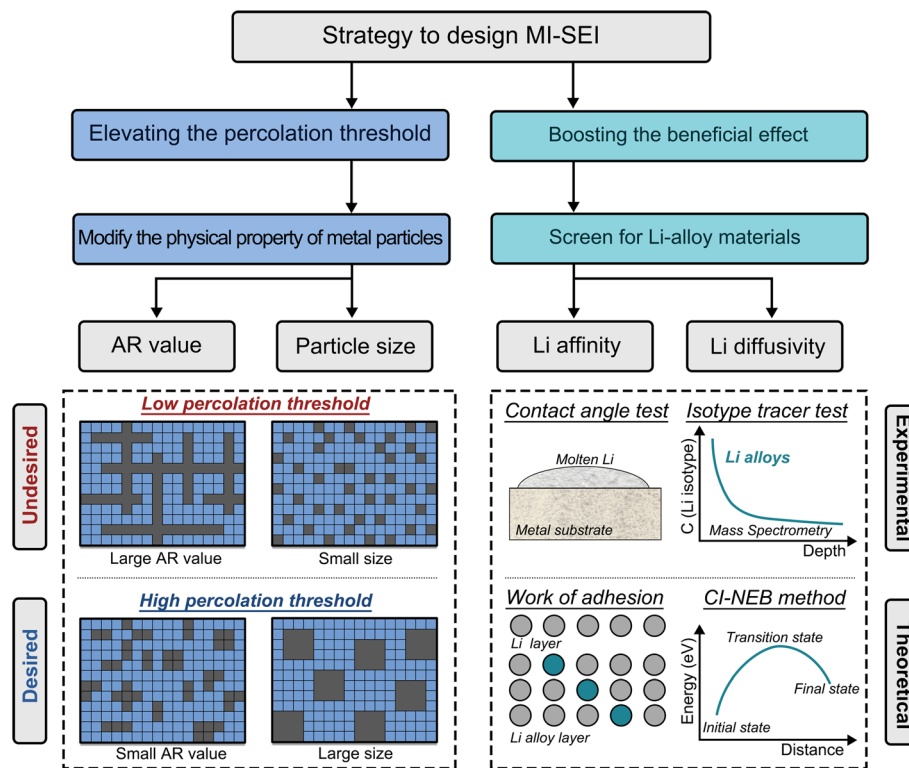 Strategy to design MI-SEI
Elevating the percolation threshold
Boosting the beneficial effect
Modify the physical property of metal particles
Screen for Li-alloy materials
AR value
Particle size
Li affinity
Li diffusivity
Undesired
Low percolation threshold
Large AR value
Small size
Desired
High percolation threshold
Small AR value
Large size
Contact angle test
Molten Li
Metal substrate
Isotype tracer test
C (Li isotype)
Li alloys
Mass Spectrometry
Depth
Experimental
Work of adhesion
Li layer
Li alloy layer
CI-NEB method
Energy (eV)
Transition state
Final state
Initial state
Distance
Theoretical